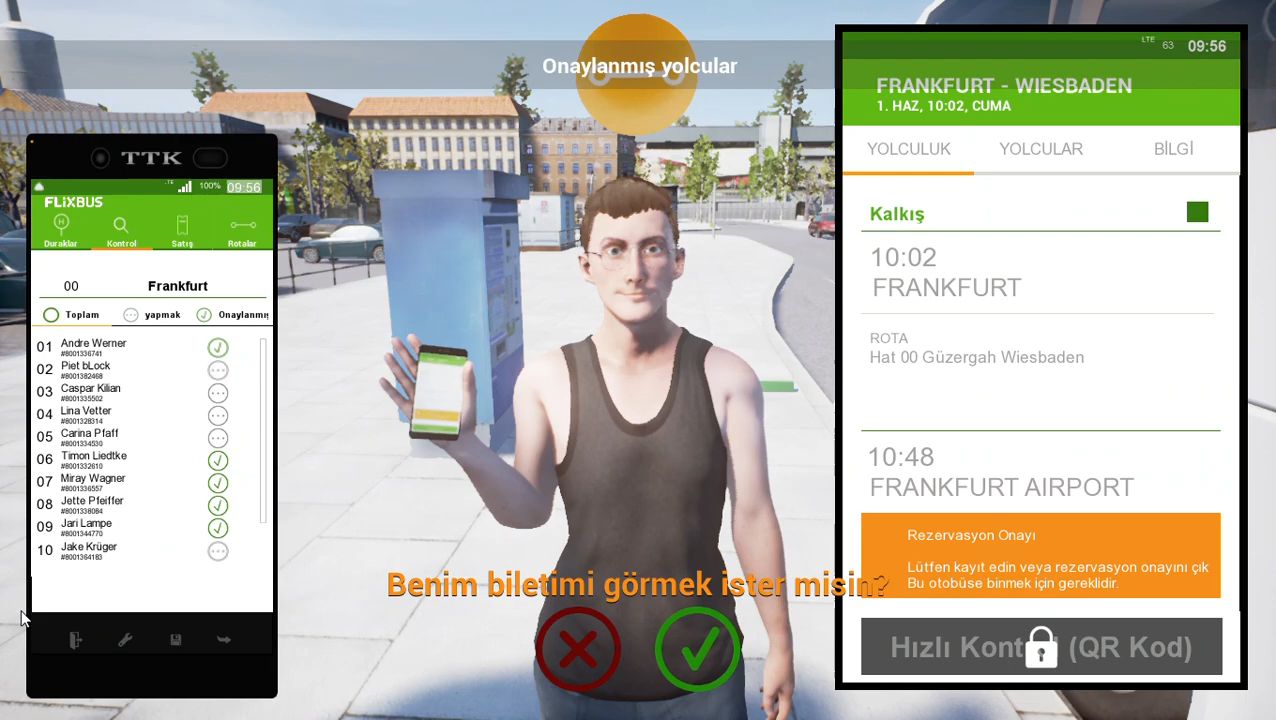 Onaylanmış yolcular
TTK
LTE 100% 09:56
FLiXBUS
H
Duraklar Kontrol Satış Rotalar
00 Frankfurt
Toplam yapmak Onaylanmış
01 Andre Werner
#8001336741
02 Piet bLock
#8001382468
03 Caspar Kilian
#8001335502
04 Lina Vetter
#8001328314
05 Carina Pfaff
#8001334530
06 Timon Liedtke
#8001332610
07 Miray Wagner
#8001336557
08 Jette Pfeiffer
#8001338084
09 Jari Lampe
#8001344770
10 Jake Krüger
#8001364183
Benim biletimi görmek ister misin?
LTE 63 09:56
FRANKFURT - WIESBADEN
1. HAZ, 10:02, CUMA
YOLCULUK YOLCULAR BİLGİ
Kalkış
10:02
FRANKFURT
ROTA
Hat 00 Güzergah Wiesbaden
10:48
FRANKFURT AIRPORT
Rezervasyon Onayı
Lütfen kayıt edin veya rezervasyon onayını çık
Bu otobüse binmek için gereklidir.
Hızlı Kont (QR Kod)